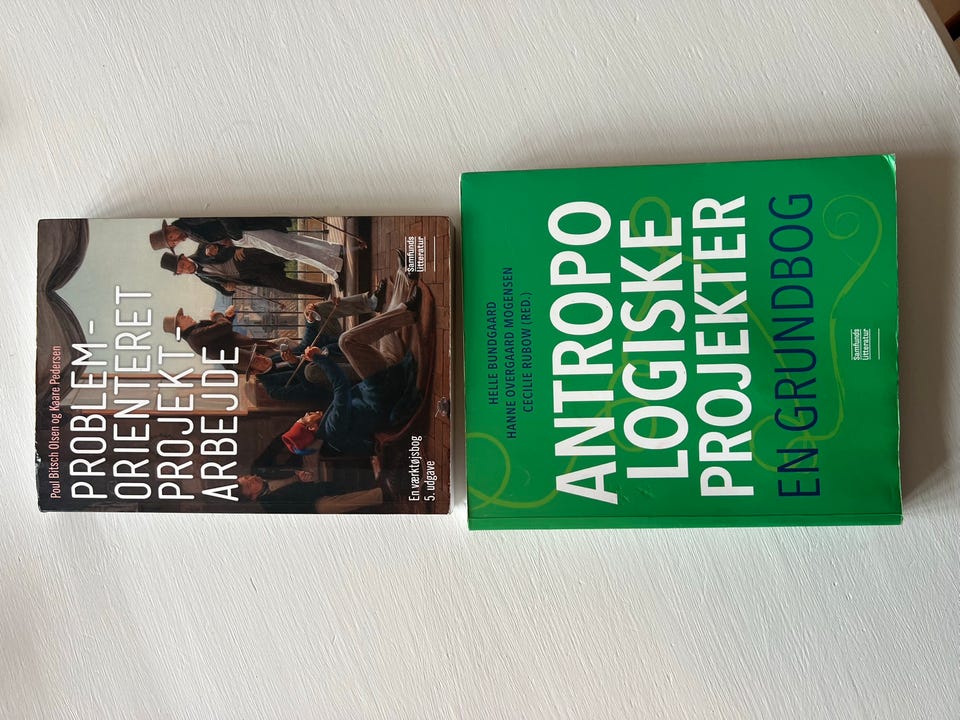 Poul Bitsch Olsen og Kaare Pedersen
PROBLEM-
ORIENTERET
PROJEKT-
ARBEJDE
En værktøjsbog
5. udgave
Samfunds
litteratur
HELLE BUNDGAARD
HANNE OVERGAARD MOGENSEN
CECILIE RUBOW (RED.)
ANTROPO
LOGISKE
PROJEKTER
EN GRUNDBOG
Samfunds
litteratur